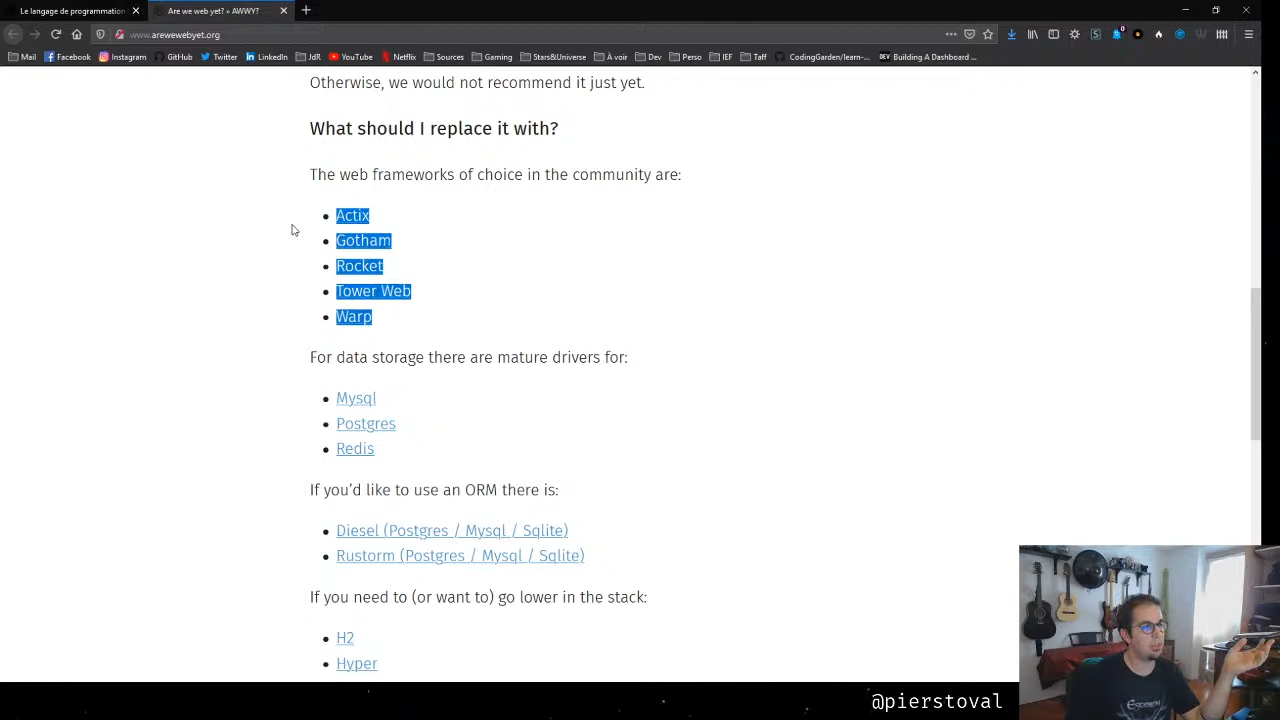 Le langage de programmation
Are we web yet? » AWWY?
www.arewewebyet.org
Mail
Facebook
Instagram
GitHub
Twitter
LinkedIn
JdR
YouTube
Netflix
Sources
Gaming
Stars&Universe
À voir
Dev
Perso
IEF
Taff
CodingGarden/learn-...
DEV Building A Dashboard ...
Otherwise, we would not recommend it just yet.
What should I replace it with?
The web frameworks of choice in the community are:
Actix
Gotham
Rocket
Tower Web
Warp
For data storage there are mature drivers for:
Mysql
Postgres
Redis
If you'd like to use an ORM there is:
Diesel (Postgres / Mysql / Sqlite)
Rustorm (Postgres / Mysql / Sqlite)
If you need to (or want to) go lower in the stack:
H2
Hyper
@pierstoval